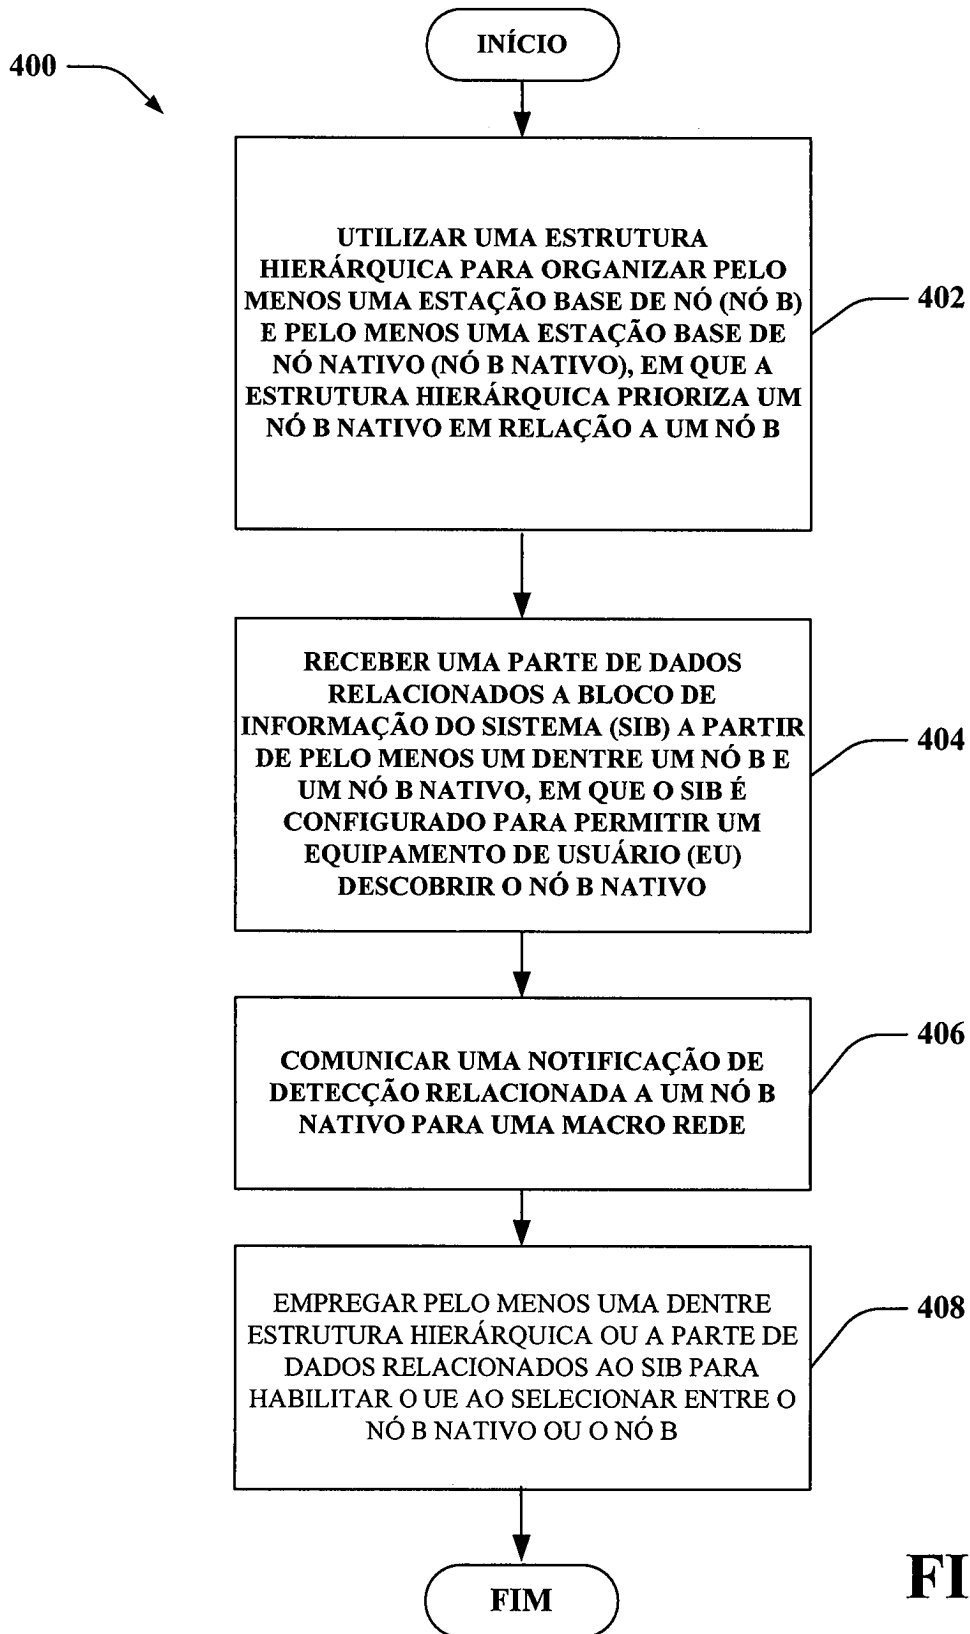 INÍCIO
400
UTILIZAR UMA ESTRUTURA
HIERÁRQUICA PARA ORGANIZAR PELO
MENOS UMA ESTAÇÃO BASE DE NÓ (NÓ B)
E PELO MENOS UMA ESTAÇÃO BASE DE
NÓ NATIVO (NÓ B NATIVO), EM QUE A
ESTRUTURA HIERÁRQUICA PRIORIZA UM
NÓ B NATIVO EM RELAÇÃO A UM NÓ B
402
RECEBER UMA PARTE DE DADOS
RELACIONADOS A BLOCO DE
INFORMAÇÃO DO SISTEMA (SIB) A PARTIR
DE PELO MENOS UM DENTRE UM NÓ B E
UM NÓ B NATIVO, EM QUE O SIB É
CONFIGURADO PARA PERMITIR UM
EQUIPAMENTO DE USUÁRIO (EU)
DESCOBRIR O NÓ B NATIVO
404
COMUNICAR UMA NOTIFICAÇÃO DE
DETECÇÃO RELACIONADA A UM NÓ B
NATIVO PARA UMA MACRO REDE
406
EMPREGAR PELO MENOS UMA DENTRE
ESTRUTURA HIERÁRQUICA OU A PARTE DE
DADOS RELACIONADOS AO SIB PARA
HABILITAR O UE AO SELECIONAR ENTRE O
NÓ B NATIVO OU O NÓ B
408
FIM
FI